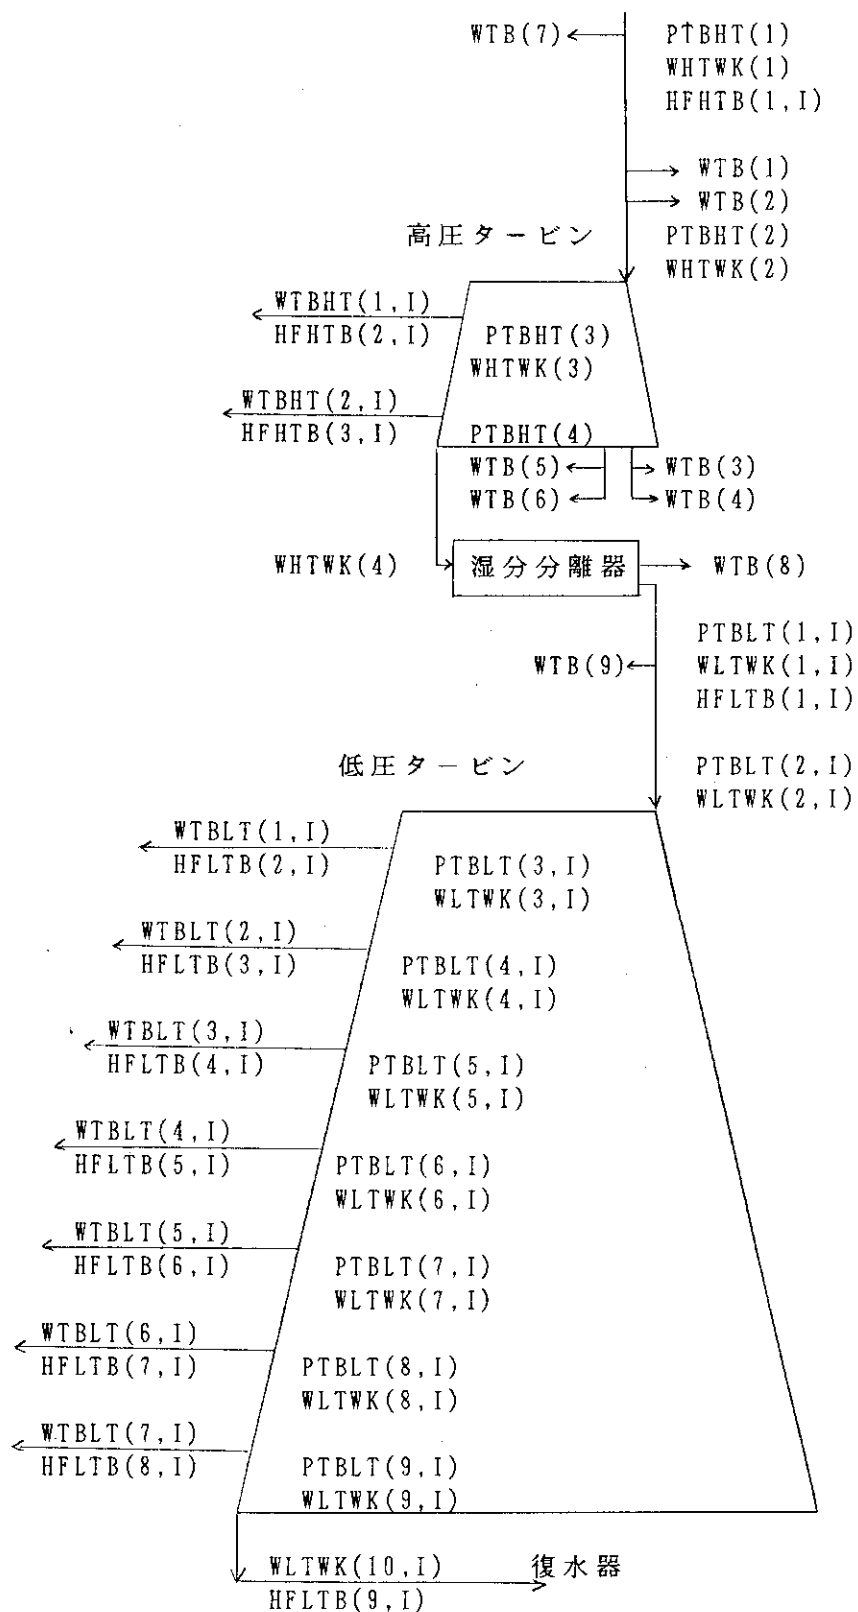 WTB(7)
PTBHT(1)
WHTWK(1)
HFHTB(1,I)
WTB(1)
WTB(2)
高圧タービン
PTBHT(2)
WHTWK(2)
WTBHT(1,I)
HFHTB(2,I)
PTBHT(3)
WHTWK(3)
WTBHT(2,I)
HFHTB(3,I)
PTBHT(4)
WTB(5)
WTB(3)
WTB(6)
WTB(4)
WHTWK(4)
湿分分離器
WTB(8)
PTBLT(1,I)
WTB(9)
WLTWK(1,I)
HFLTB(1,I)
低圧タービン
PTBLT(2,I)
WLTWK(2,I)
WTBLT(1,I)
HFLTB(2,I)
PTBLT(3,I)
WLTWK(3,I)
WTBLT(2,I)
HFLTB(3,I)
PTBLT(4,I)
WLTWK(4,I)
WTBLT(3,I)
HFLTB(4,I)
PTBLT(5,I)
WLTWK(5,I)
WTBLT(4,I)
HFLTB(5,I)
PTBLT(6,I)
WLTWK(6,I)
WTBLT(5,I)
HFLTB(6,I)
PTBLT(7,I)
WLTWK(7,I)
WTBLT(6,I)
HFLTB(7,I)
PTBLT(8,I)
WLTWK(8,I)
WTBLT(7,I)
HFLTB(8,I)
PTBLT(9,I)
WLTWK(9,I)
WLTWK(10,I)
復水器
HFLTB(9,I)